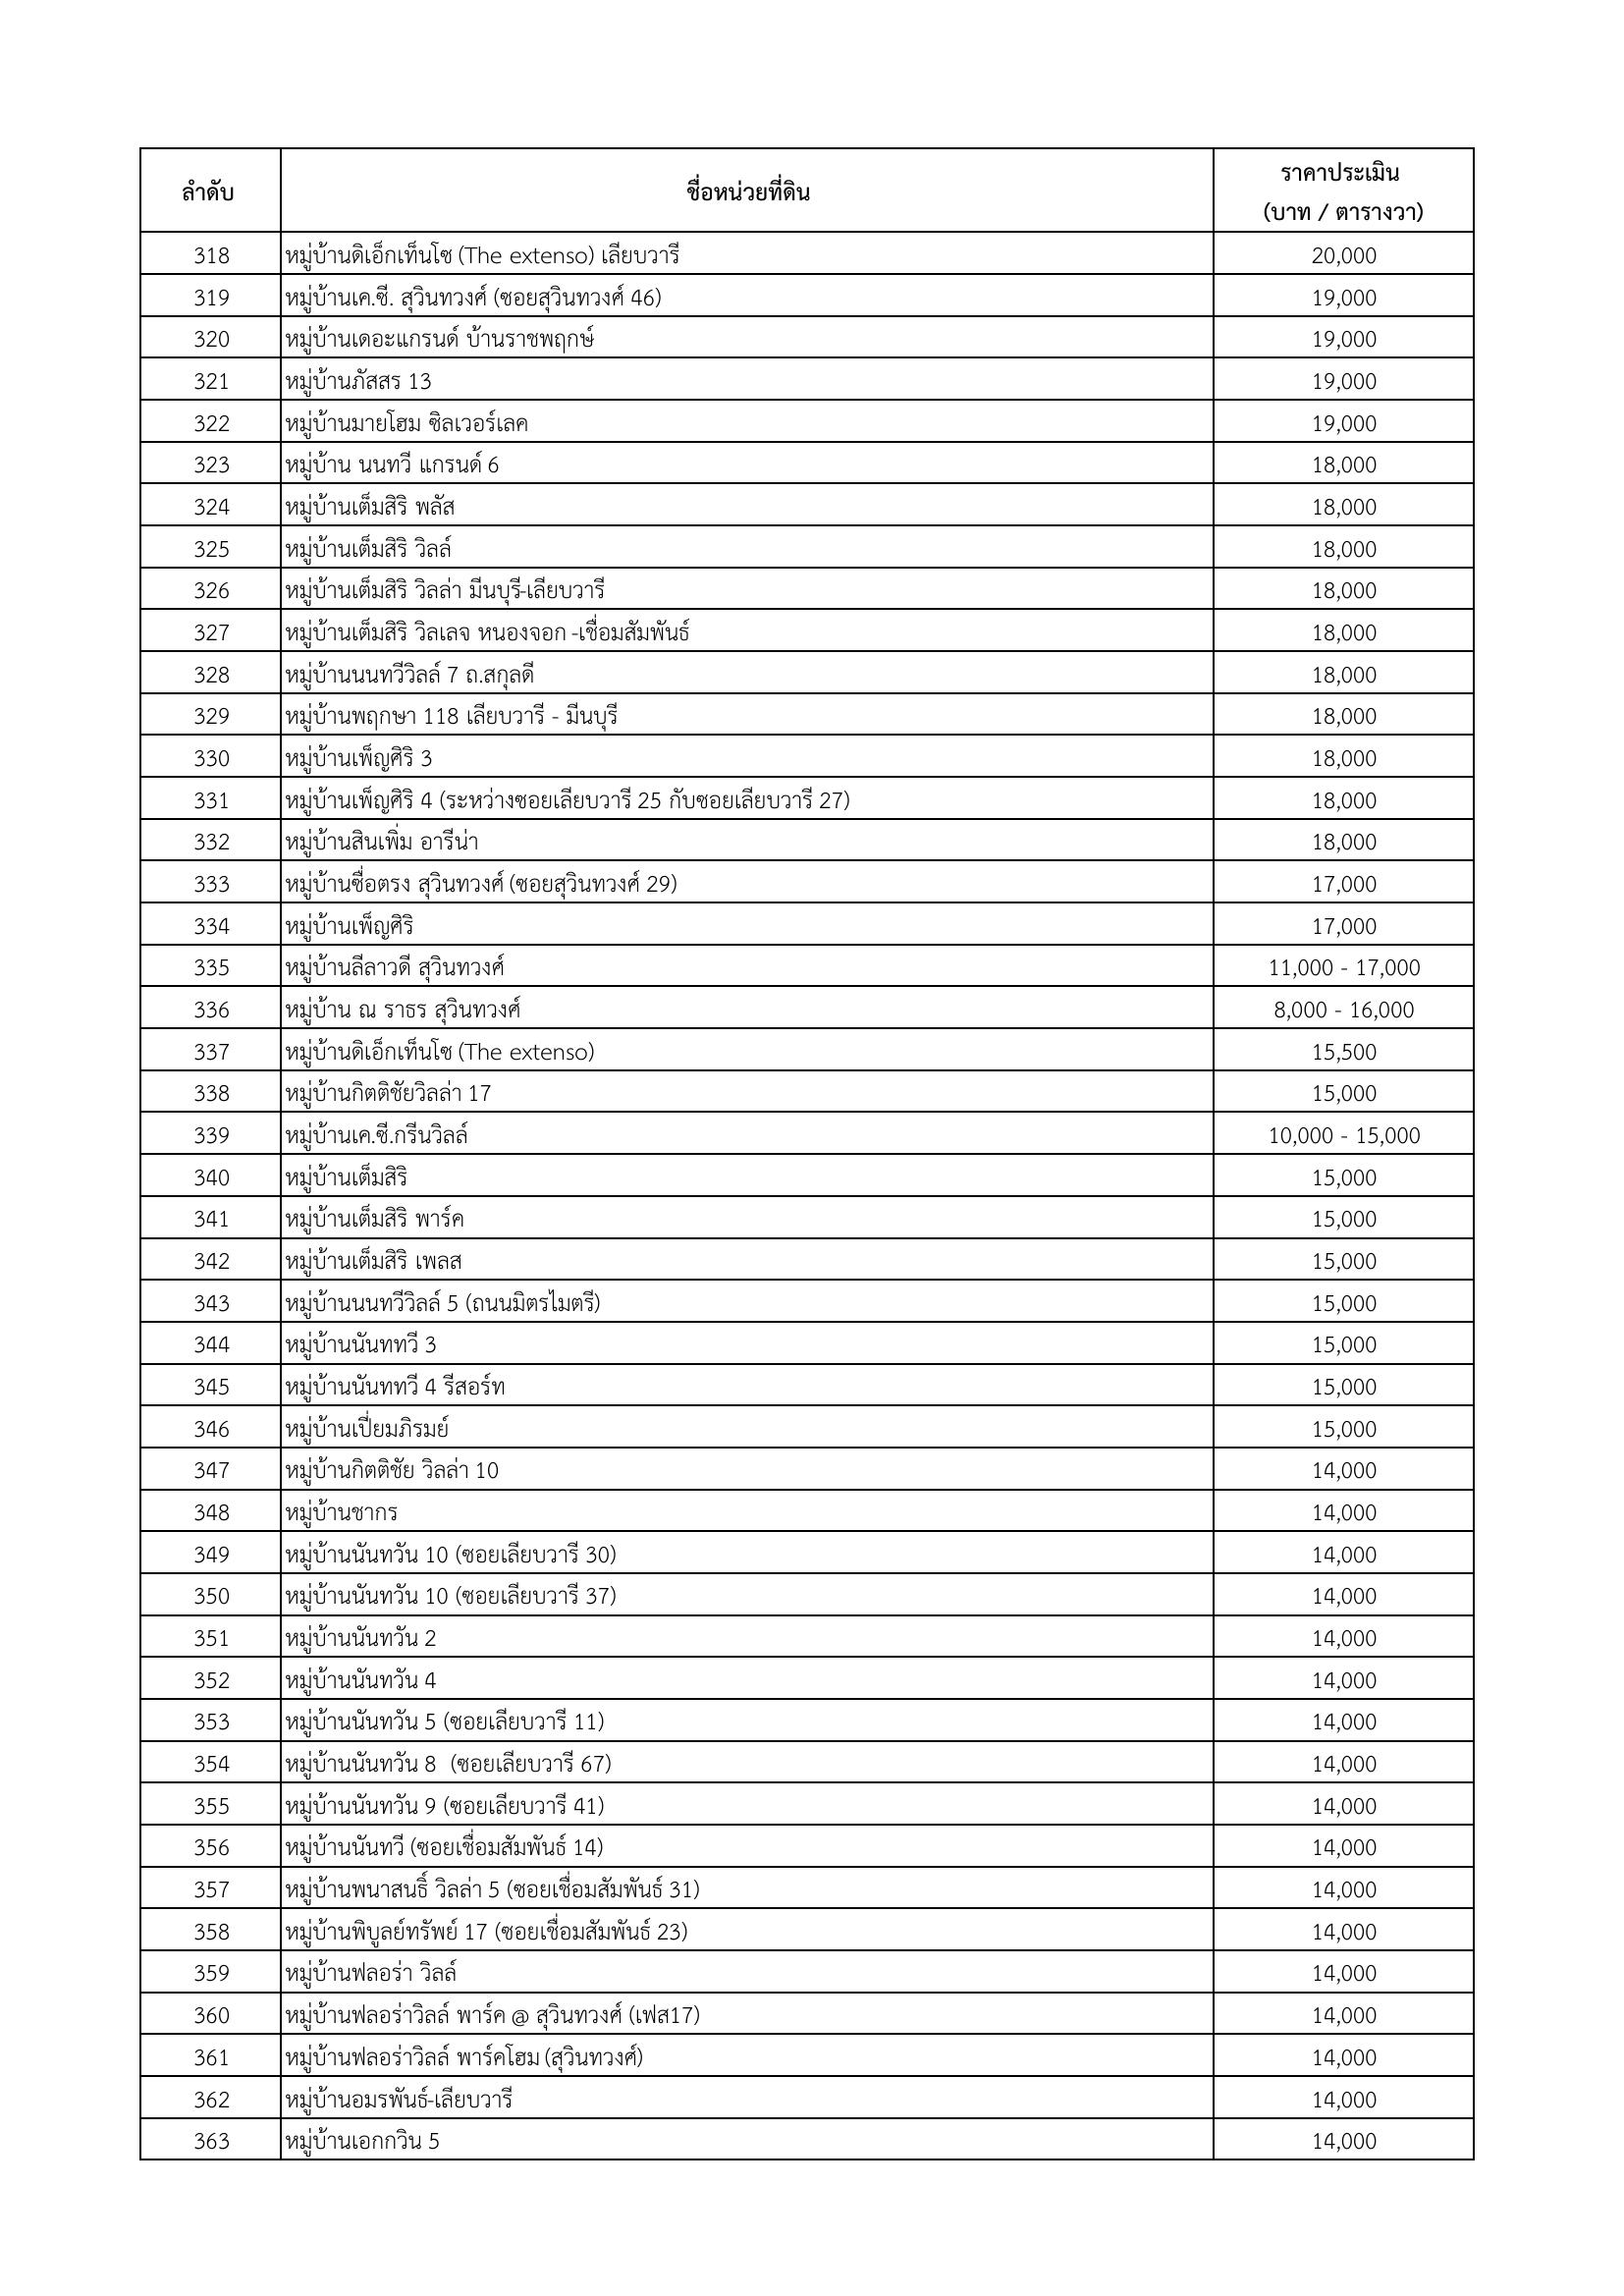 ลำดับ ชื่อหน่วยที่ดิน ราคาประเมิน
(บาท / ตารางวา)
318 หมู่บ้านดิเอ็กเท็นโซ (The extenso) เลียบวารี 20,000
319 หมู่บ้านเค.ซี. สุวินทวงศ์ (ซอยสุวินทวงศ์ 46) 19,000
320 หมู่บ้านเดอะแกรนด์ บ้านราชพฤกษ์ 19,000
321 หมู่บ้านภัสสร 13 19,000
322 หมู่บ้านมายโฮม ซิลเวอร์เลค 19,000
323 หมู่บ้าน นนทวี แกรนด์ 6 18,000
324 หมู่บ้านเต็มสิริ พลัส 18,000
325 หมู่บ้านเต็มสิริ วิลล์ 18,000
326 หมู่บ้านเต็มสิริ วิลล่า มีนบุรี-เลียบวารี 18,000
327 หมู่บ้านเต็มสิริ วิลเลจ หนองจอก -เชื่อมสัมพันธ์ 18,000
328 หมู่บ้านนนทวีวิลล์ 7 ถ.สกุลดี 18,000
329 หมู่บ้านพฤกษา 118 เลียบวารี - มีนบุรี 18,000
330 หมู่บ้านเพ็ญศิริ 3 18,000
331 หมู่บ้านเพ็ญศิริ 4 (ระหว่างซอยเลียบวารี 25 กับซอยเลียบวารี 27) 18,000
332 หมู่บ้านสินเพิ่ม อารีน่า 18,000
333 หมู่บ้านซื่อตรง สุวินทวงศ์ (ซอยสุวินทวงศ์ 29) 17,000
334 หมู่บ้านเพ็ญศิริ 17,000
335 หมู่บ้านลีลาวดี สุวินทวงศ์ 11,000 - 17,000
336 หมู่บ้าน ณ ราธร สุวินทวงศ์ 8,000 - 16,000
337 หมู่บ้านดิเอ็กเท็นโซ (The extenso) 15,500
338 หมู่บ้านกิตติชัยวิลล่า 17 15,000
339 หมู่บ้านเค.ซี.กรีนวิลล์ 10,000 - 15,000
340 หมู่บ้านเต็มสิริ 15,000
341 หมู่บ้านเต็มสิริ พาร์ค 15,000
342 หมู่บ้านเต็มสิริ เพลส 15,000
343 หมู่บ้านนนทวีวิลล์ 5 (ถนนมิตรไมตรี) 15,000
344 หมู่บ้านนันททวี 3 15,000
345 หมู่บ้านนันททวี 4 รีสอร์ท 15,000
346 หมู่บ้านเปี่ยมภิรมย์ 15,000
347 หมู่บ้านกิตติชัย วิลล่า 10 14,000
348 หมู่บ้านชากร 14,000
349 หมู่บ้านนันทวัน 10 (ซอยเลียบวารี 30) 14,000
350 หมู่บ้านนันทวัน 10 (ซอยเลียบวารี 37) 14,000
351 หมู่บ้านนันทวัน 2 14,000
352 หมู่บ้านนันทวัน 4 14,000
353 หมู่บ้านนันทวัน 5 (ซอยเลียบวารี 11) 14,000
354 หมู่บ้านนันทวัน 8  (ซอยเลียบวารี 67) 14,000
355 หมู่บ้านนันทวัน 9 (ซอยเลียบวารี 41) 14,000
356 หมู่บ้านนันทวี (ซอยเชื่อมสัมพันธ์ 14) 14,000
357 หมู่บ้านพนาสนธิ์ วิลล่า 5 (ซอยเชื่อมสัมพันธ์ 31) 14,000
358 หมู่บ้านพิบูลย์ทรัพย์ 17 (ซอยเชื่อมสัมพันธ์ 23) 14,000
359 หมู่บ้านฟลอร่า วิลล์ 14,000
360 หมู่บ้านฟลอร่าวิลล์ พาร์ค @ สุวินทวงศ์ (เฟส17) 14,000
361 หมู่บ้านฟลอร่าวิลล์ พาร์คโฮม (สุวินทวงศ์) 14,000
362 หมู่บ้านอมรพันธ์-เลียบวารี 14,000
363 หมู่บ้านเอกกวิน 5 14,000